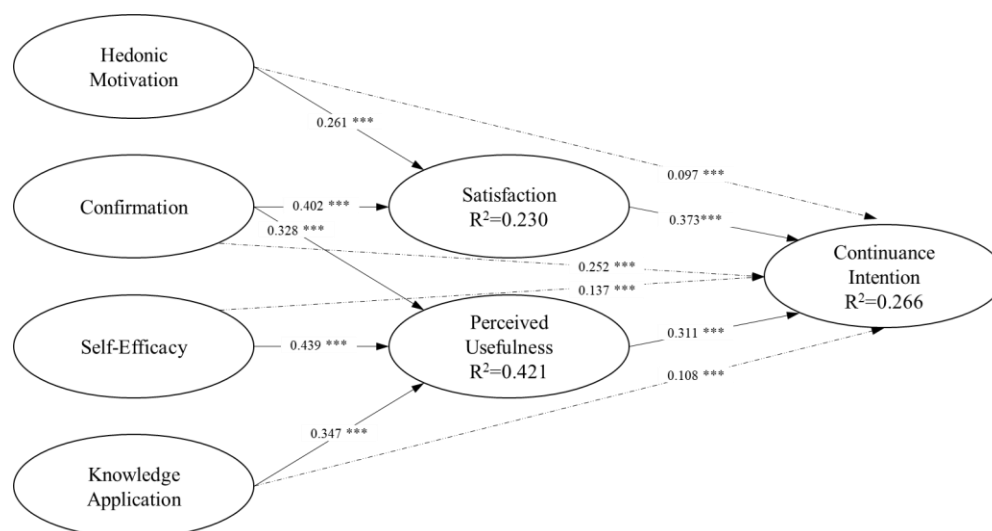 Hedonic
Motivation
0.261 ***
0.097 ***
Confirmation
0.402 ***
Satisfaction
R²=0.230
0.373***
0.328 ***
0.252 ***
Continuance
Intention
R²=0.266
0.137 ***
Self-Efficacy
0.439 ***
Perceived
Usefulness
R²=0.421
0.311 ***
0.108 ***
0.347 ***
Knowledge
Application